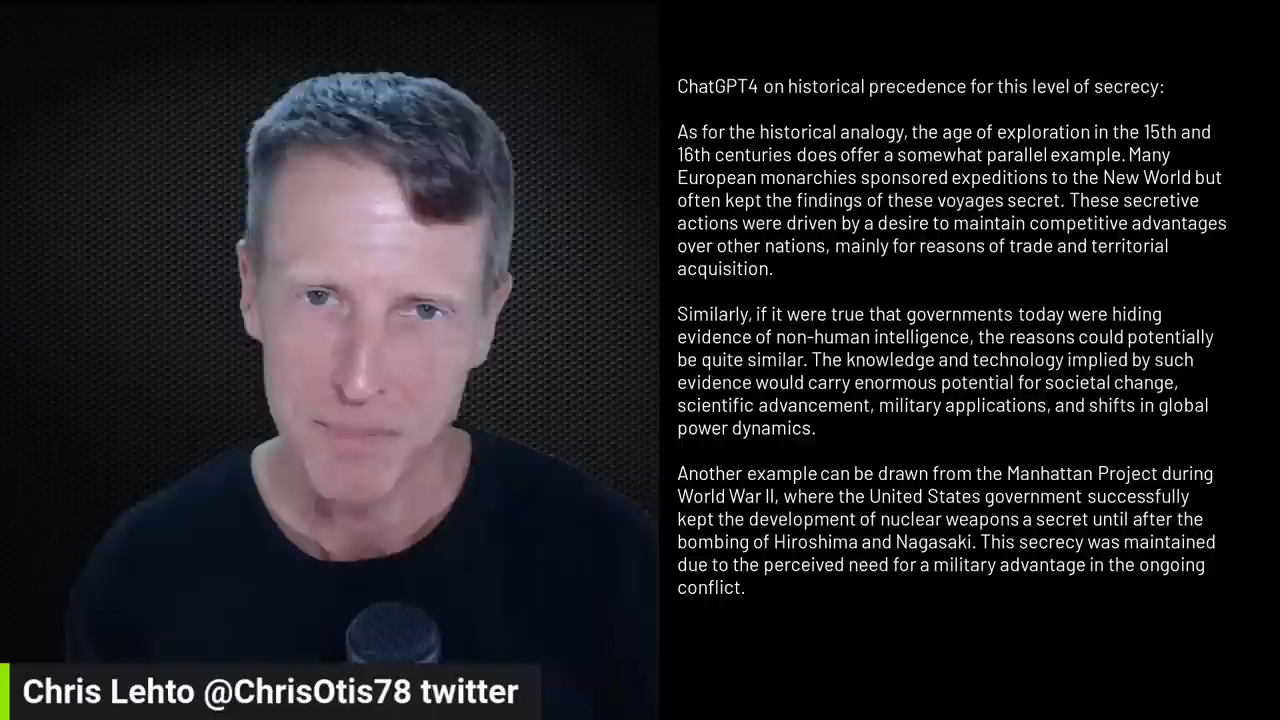 ChatGPT4 on historical precedence for this level of secrecy:
As for the historical analogy, the age of exploration in the 15th and
16th centuries does offer a somewhat parallel example. Many
European monarchies sponsored expeditions to the New World but
often kept the findings of these voyages secret. These secretive
actions were driven by a desire to maintain competitive advantages
over other nations, mainly for reasons of trade and territorial
acquisition.
Similarly, if it were true that governments today were hiding
evidence of non-human intelligence, the reasons could potentially
be quite similar. The knowledge and technology implied by such
evidence would carry enormous potential for societal change,
scientific advancement, military applications, and shifts in global
power dynamics.
Another example can be drawn from the Manhattan Project during
World War II, where the United States government successfully
kept the development of nuclear weapons a secret until after the
bombing of Hiroshima and Nagasaki. This secrecy was maintained
due to the perceived need for a military advantage in the ongoing
conflict.
Chris Lehto @ChrisOtis78 twitter